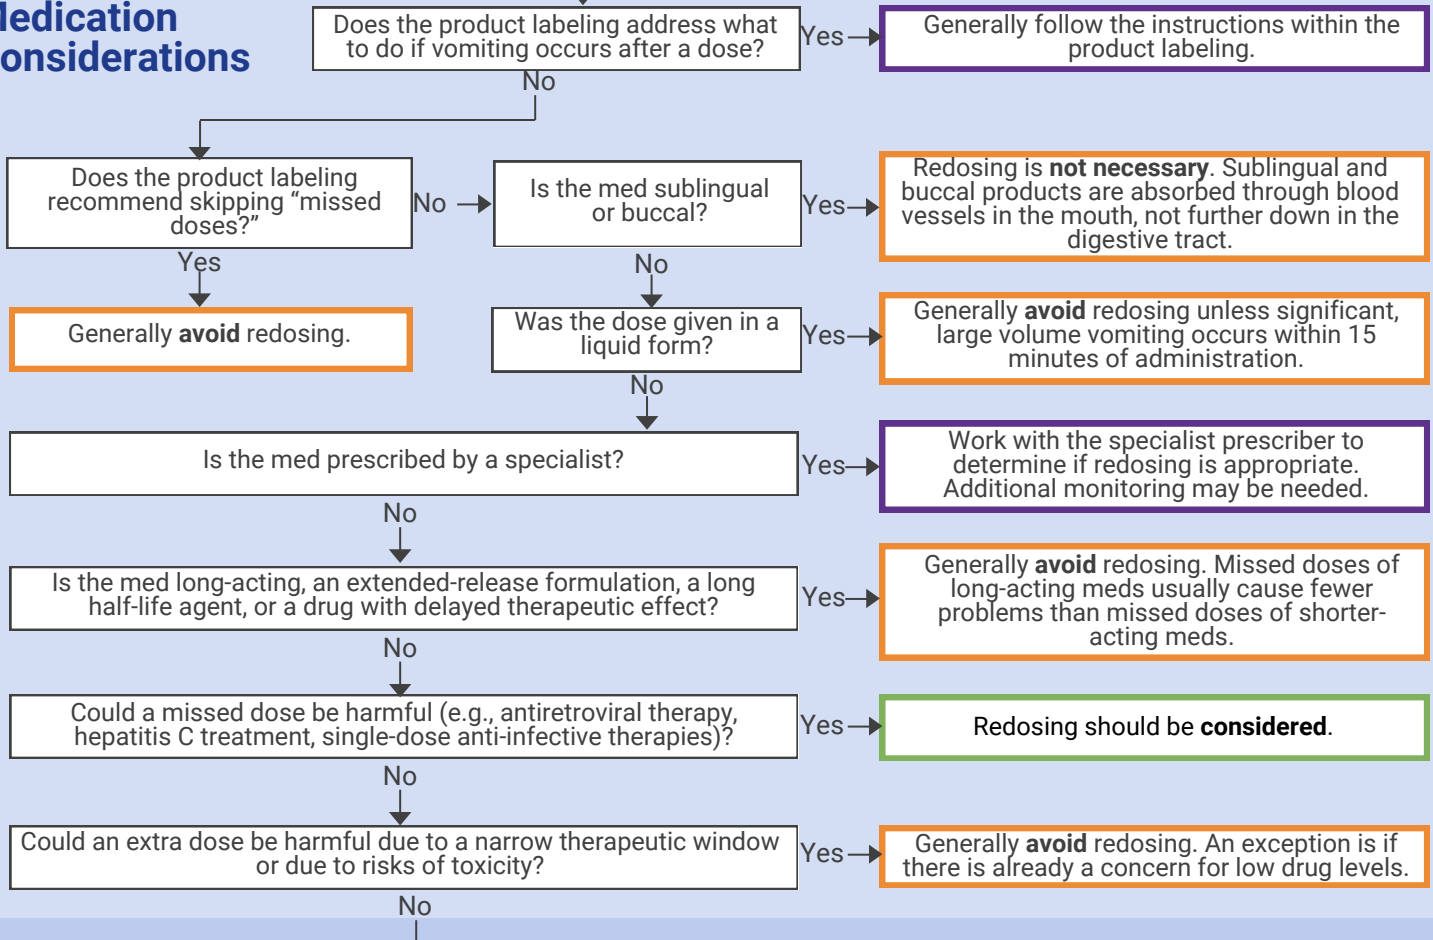 Medication
onsiderations
Does the product labeling address what
to do if vomiting occurs after a dose?
Yes
Generally follow the instructions within the
product labeling.
No
Does the product labeling
recommend skipping “missed
doses?”
No
Is the med sublingual
or buccal?
Yes
Redosing is not necessary. Sublingual and
buccal products are absorbed through blood
vessels in the mouth, not further down in the
digestive tract.
Yes
No
Generally avoid redosing.
Was the dose given in a
liquid form?
Yes
Generally avoid redosing unless significant,
large volume vomiting occurs within 15
minutes of administration.
No
Is the med prescribed by a specialist?
Yes
Work with the specialist prescriber to
determine if redosing is appropriate.
Additional monitoring may be needed.
No
Is the med long-acting, an extended-release formulation, a long
half-life agent, or a drug with delayed therapeutic effect?
Yes
Generally avoid redosing. Missed doses of
long-acting meds usually cause fewer
problems than missed doses of shorter-
acting meds.
No
Could a missed dose be harmful (e.g., antiretroviral therapy,
hepatitis C treatment, single-dose anti-infective therapies)?
Yes
Redosing should be considered.
No
Could an extra dose be harmful due to a narrow therapeutic window
or due to risks of toxicity?
Yes
Generally avoid redosing. An exception is if
there is already a concern for low drug levels.
No